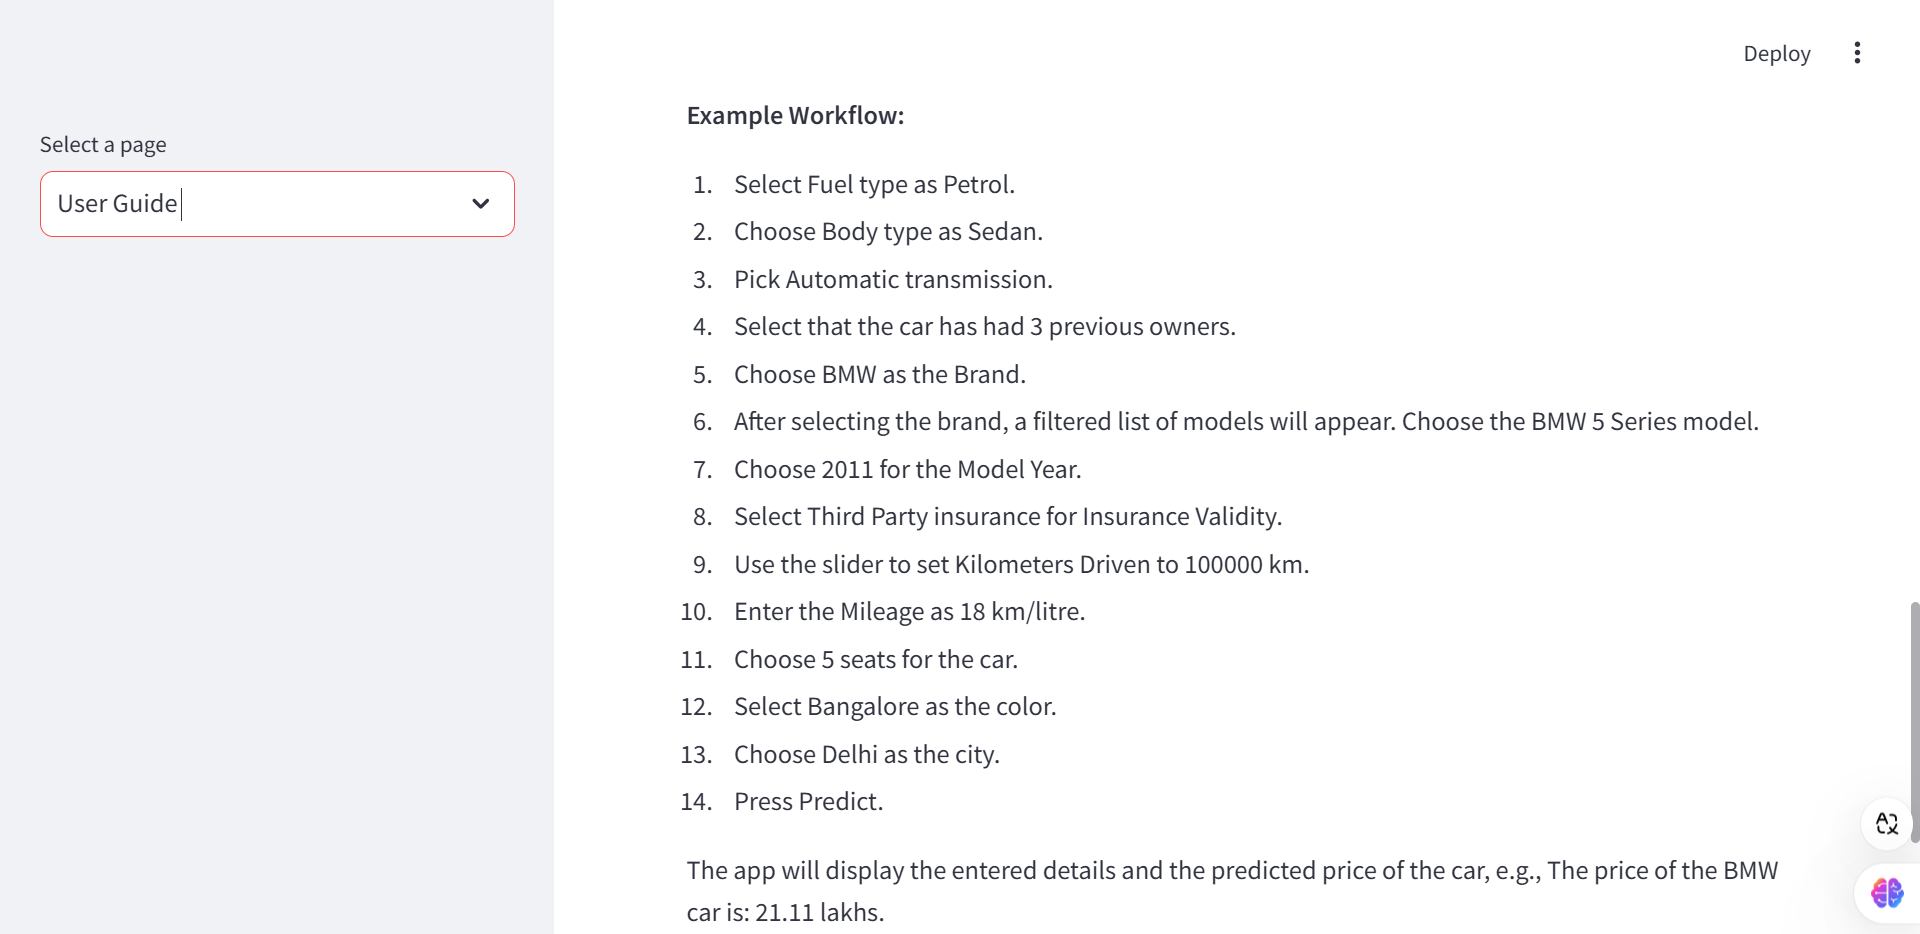 Deploy
Select a page
User Guide
Example Workflow:
1. Select Fuel type as Petrol.
2. Choose Body type as Sedan.
3. Pick Automatic transmission.
4. Select that the car has had 3 previous owners.
5. Choose BMW as the Brand.
6. After selecting the brand, a filtered list of models will appear. Choose the BMW 5 Series model.
7. Choose 2011 for the Model Year.
8. Select Third Party insurance for Insurance Validity.
9. Use the slider to set Kilometers Driven to 100000 km.
10. Enter the Mileage as 18 km/litre.
11. Choose 5 seats for the car.
12. Select Bangalore as the color.
13. Choose Delhi as the city.
14. Press Predict.
The app will display the entered details and the predicted price of the car, e.g., The price of the BMW
car is: 21.11 lakhs.